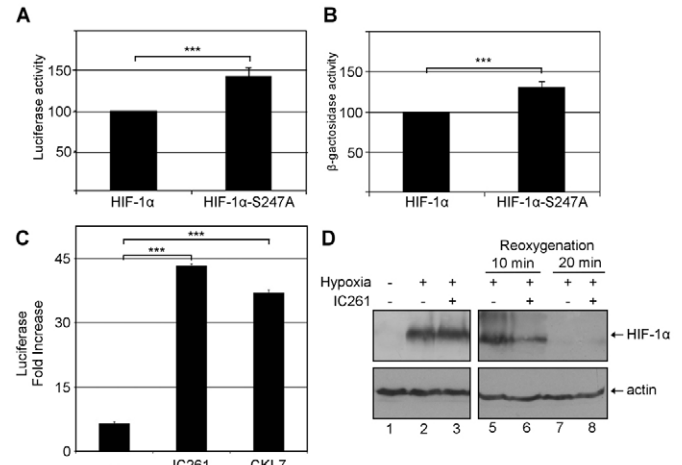 A
Luciferase activity
150
100
50
***
HIF-1α HIF-1α-S247A
B
β-gactosidase activity
150
100
50
***
HIF-1α HIF-1α-S247A
C
Luciferase
Fold Increase
45
30
15
0
***
***
IC261 CKI-7
D
Reoxygenation
10 min 20 min
Hypoxia - + + + + + +
IC261 - + - + - +
HIF-1α
actin
1 2 3 5 6 7 8